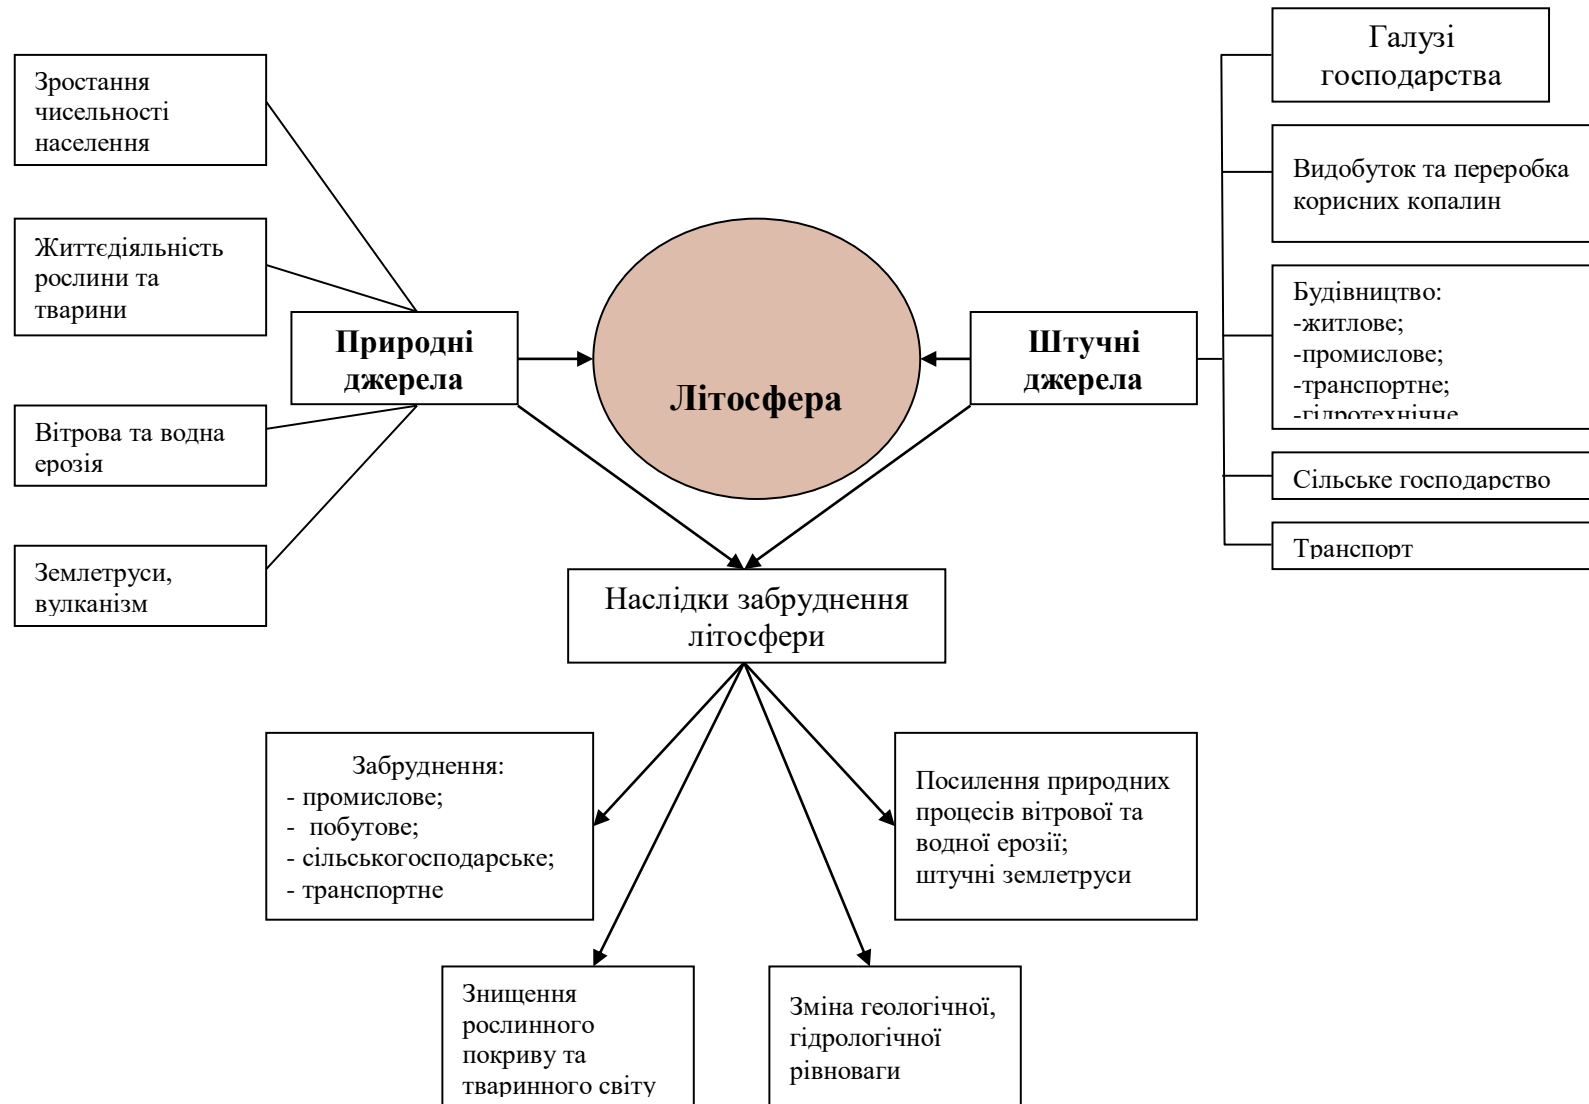 Зростання
чисельності
населення
Життєдіяльність
рослини та
тварини
Вітрова та водна
ерозія
Землетруси,
вулканізм
Природні
джерела
Літосфера
Штучні
джерела
Галузі
господарства
Видобуток та переробка
корисних копалин
Будівництво:
-житлове;
-промислове;
-транспортне;
-гідротехнічне
Сільське господарство
Транспорт
Наслідки забруднення
літосфери
Забруднення:
- промислове;
- побутове;
- сільськогосподарське;
- транспортне
Знищення
рослинного
покриву та
тваринного світу
Зміна геологічної,
гідрологічної
рівноваги
Посилення природних
процесів вітрової та
водної ерозії;
штучні землетруси